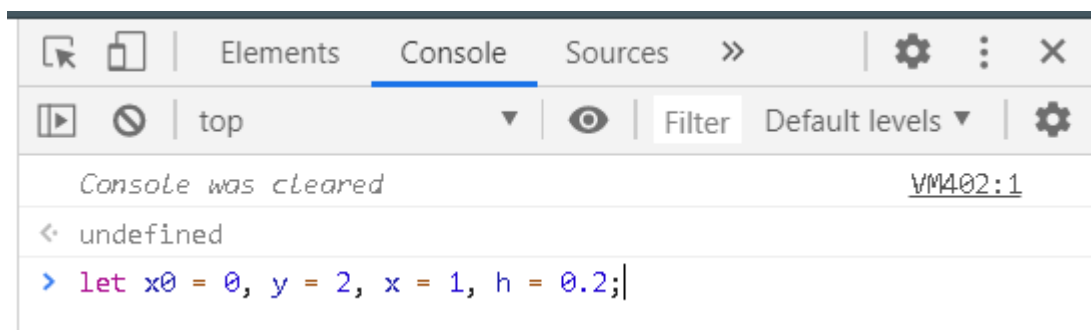 Elements Console Sources »
top Filter Default levels
Console was cleared VM402:1
undefined
let x0 = 0, y = 2, x = 1, h = 0.2;